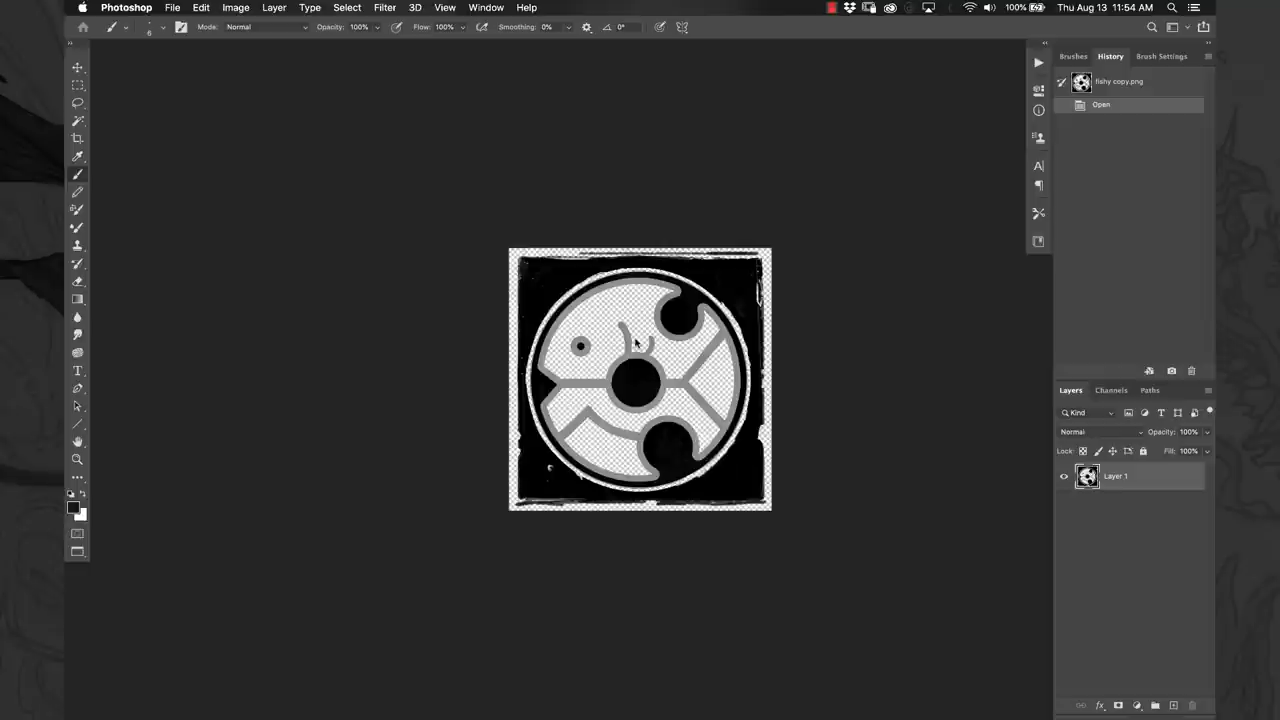 Photoshop File Edit Image Layer Type Select Filter 3D View Window Help 100% Thu Aug 13 11:54 AM
6 Mode: Normal Opacity: 100% Flow: 100% Smoothing: 0% 0°
Brushes History Brush Settings
fishy copy.png
Open
Layers Channels Paths
Kind
Normal Opacity: 100%
Lock: Fill: 100%
Layer 1